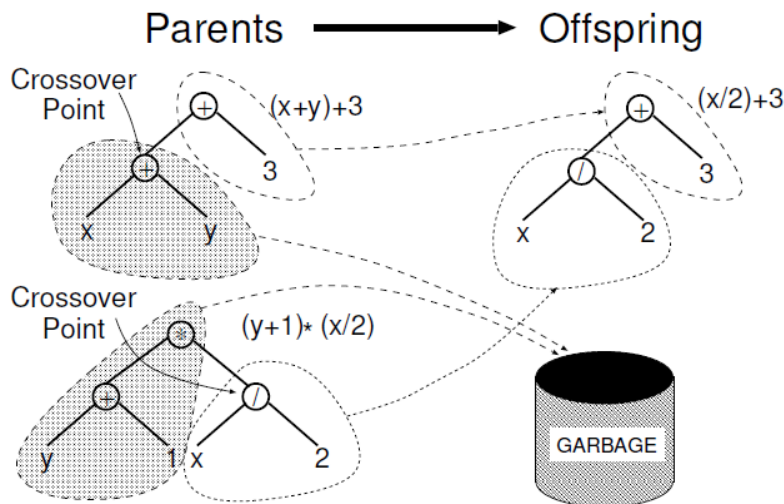 Parents
Offspring
Crossover
Point
+
(x+y)+3
+
3
x
y
+
(x/2)+3
/
3
x
2
Crossover
Point
*
(y+1)* (x/2)
+
/
y
1
x
2
GARBAGE